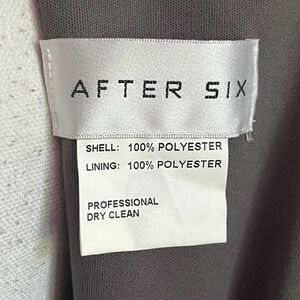 AFTER SIX
SHELL: 100% POLYESTER
LINING: 100% POLYESTER
PROFESSIONAL
DRY CLEAN